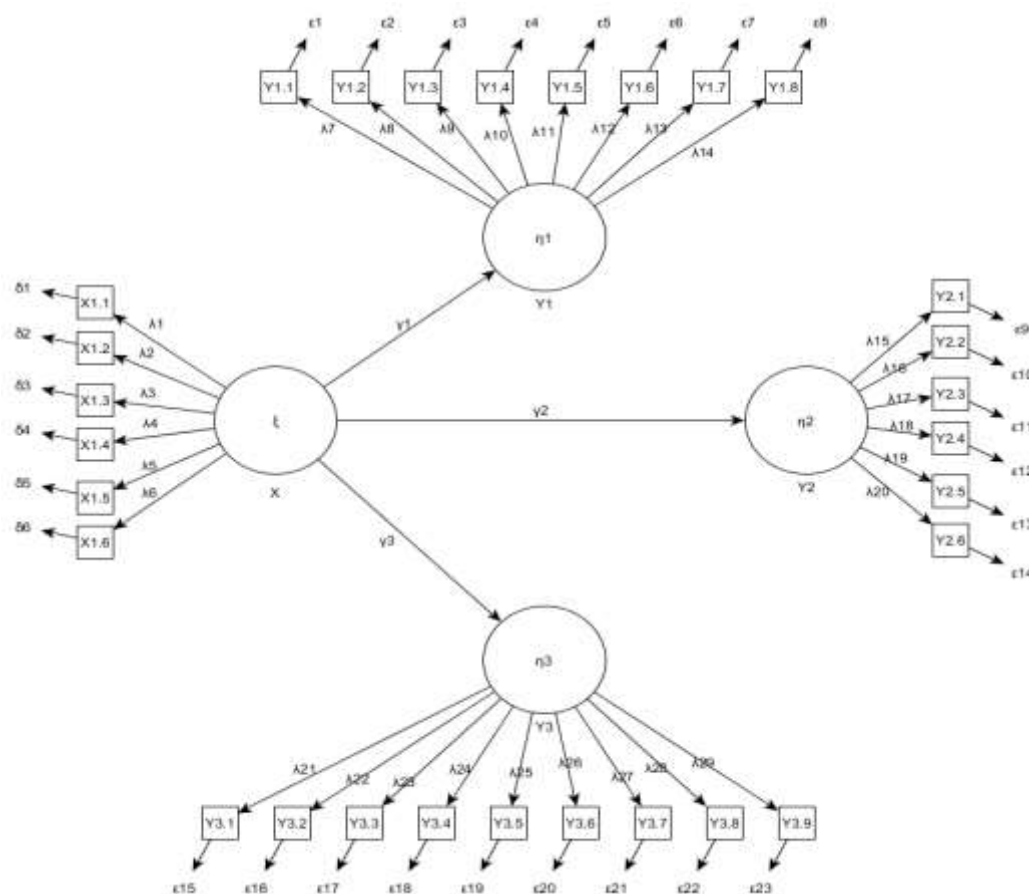 ε1 ε2 ε3 ε4 ε5 ε6 ε7 ε8
Y1.1 Y1.2 Y1.3 Y1.4 Y1.5 Y1.6 Y1.7 Y1.8
λ7 λ8 λ9 λ10 λ11 λ12 λ13 λ14
η1
Y1
δ1 X1.1 λ1
δ2 X1.2 λ2
δ3 X1.3 λ3
δ4 X1.4 λ4
δ5 X1.5 λ5
δ6 X1.6 λ6
ξ
X
γ1
γ2
γ3
η2
Y2
λ15 Y2.1 ε9
λ16 Y2.2 ε10
λ17 Y2.3 ε11
λ18 Y2.4 ε12
λ19 Y2.5 ε13
λ20 Y2.6 ε14
η3
Y3
λ21 λ22 λ23 λ24 λ25 λ26 λ27 λ28 λ29
Y3.1 Y3.2 Y3.3 Y3.4 Y3.5 Y3.6 Y3.7 Y3.8 Y3.9
ε15 ε16 ε17 ε18 ε19 ε20 ε21 ε22 ε23